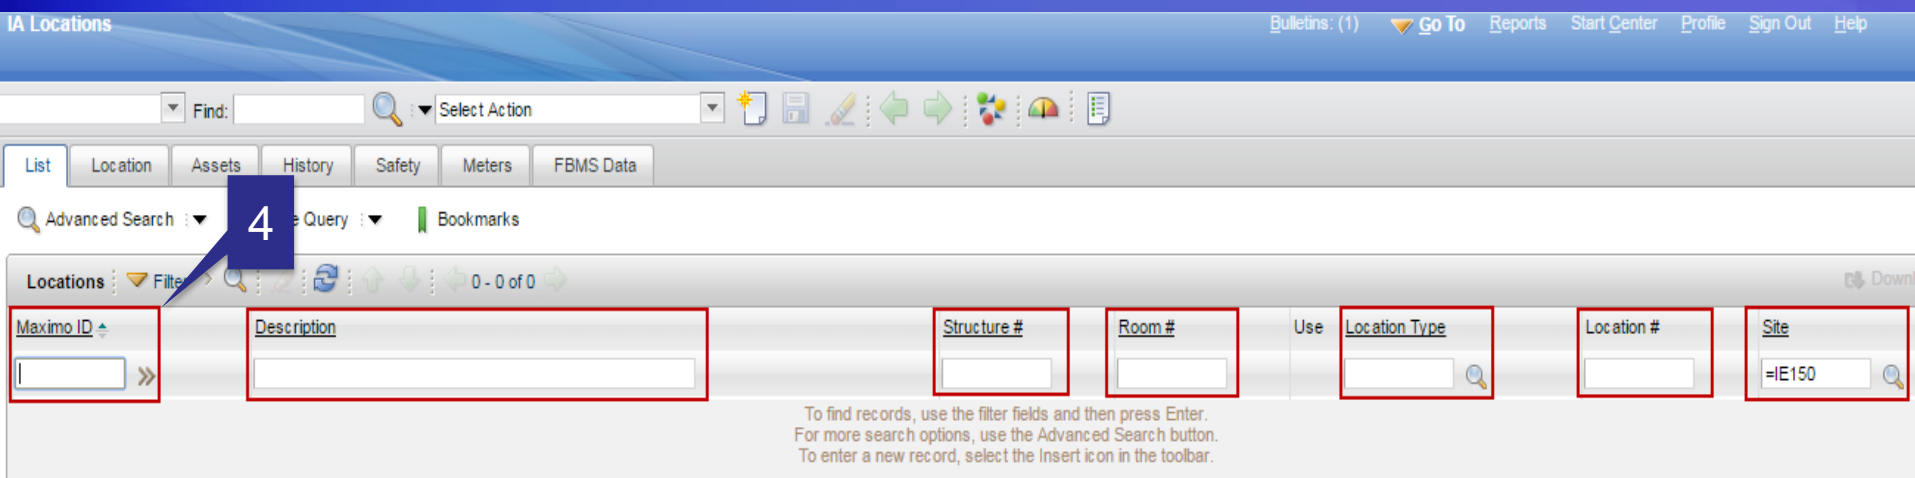 IA Locations
Bulletins: (1) Go To Reports Start Center Profile Sign Out Help
Find: Select Action
List Location Assets History Safety Meters FBMS Data
Advanced Search Query Bookmarks
4
Locations Filter 0 - 0 of 0
Maximo ID Description Structure # Room # Use Location Type Location # Site
=IE150
To find records, use the filter fields and then press Enter.
For more search options, use the Advanced Search button.
To enter a new record, select the Insert icon in the toolbar.